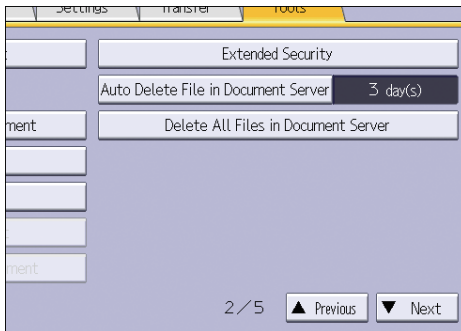 Settings Transfer Tools
Extended Security
Auto Delete File in Document Server 3 day(s)
Delete All Files in Document Server
2/5 ▲ Previous ▼ Next